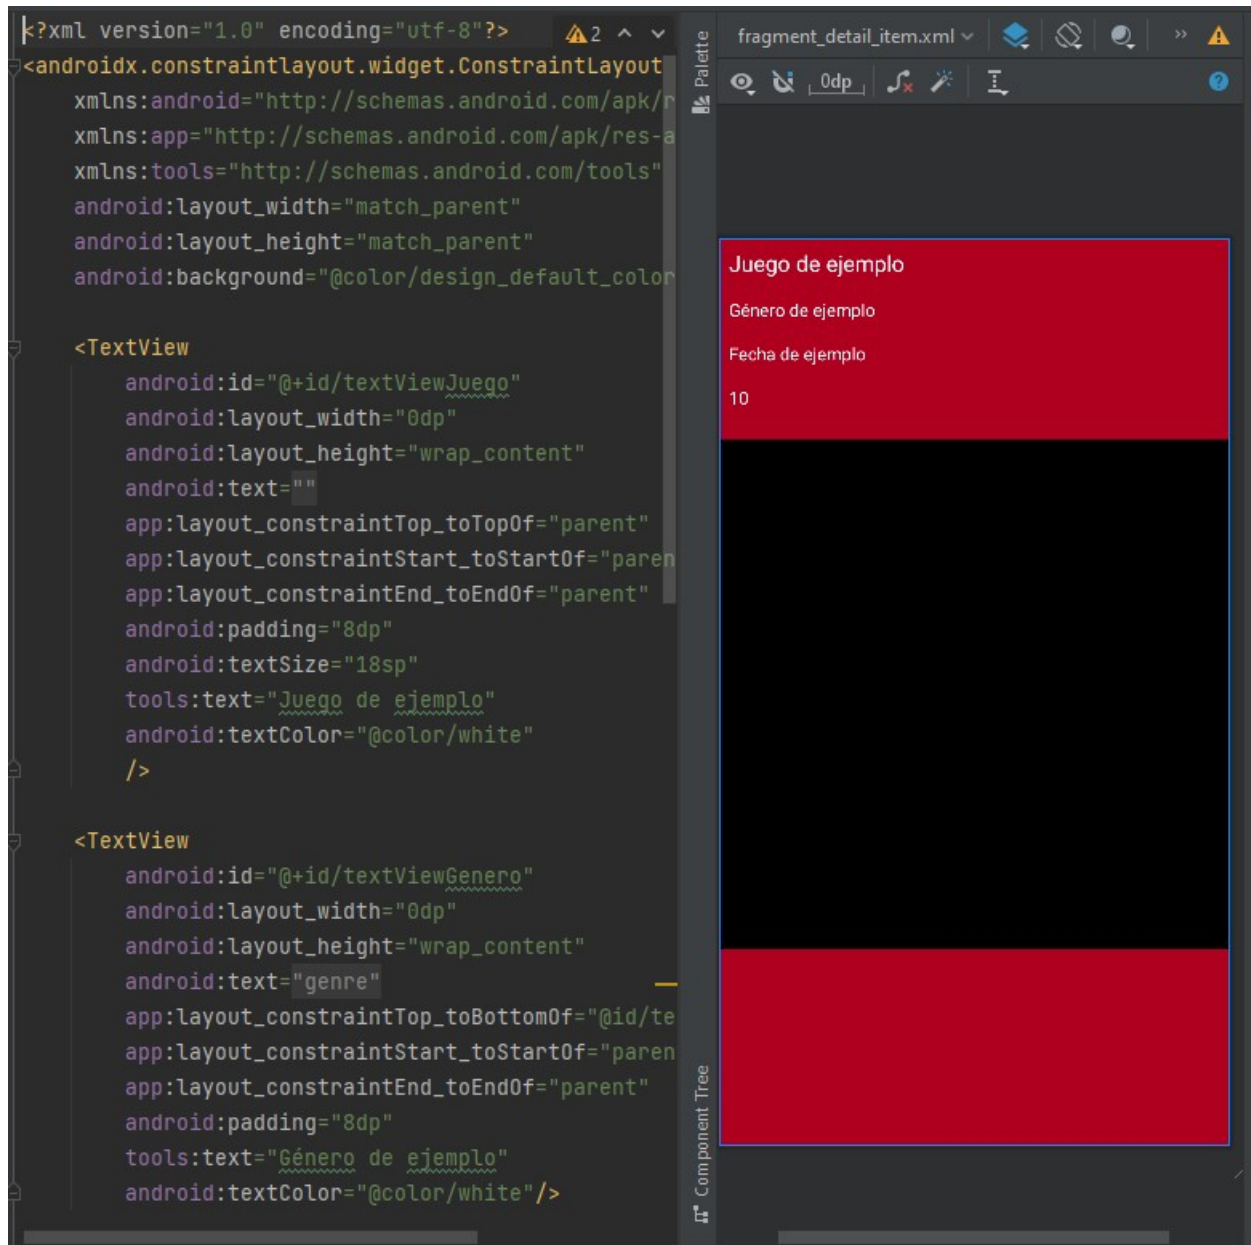 <?xml version="1.0" encoding="utf-8"?>
2
<androidx.constraintlayout.widget.ConstraintLayout
xmlns:android="http://schemas.android.com/apk/r
xmlns:app="http://schemas.android.com/apk/res-a
xmlns:tools="http://schemas.android.com/tools"
android:layout_width="match_parent"
android:layout_height="match_parent"
android:background="@color/design_default_color
<TextView
android:id="@+id/textViewJuego"
android:layout_width="0dp"
android:layout_height="wrap_content"
android:text=""
app:layout_constraintTop_toTopOf="parent"
app:layout_constraintStart_toStartOf="paren
app:layout_constraintEnd_toEndOf="parent"
android:padding="8dp"
android:textSize="18sp"
tools:text="Juego de ejemplo"
android:textColor="@color/white"
/>
<TextView
android:id="@+id/textViewGenero"
android:layout_width="0dp"
android:layout_height="wrap_content"
android:text="genre"
app:layout_constraintTop_toBottomOf="@id/te
app:layout_constraintStart_toStartOf="paren
app:layout_constraintEnd_toEndOf="parent"
android:padding="8dp"
tools:text="Género de ejemplo"
android:textColor="@color/white"/>
Palette
Component Tree
fragment_detail_item.xml
0dp
Juego de ejemplo
Género de ejemplo
Fecha de ejemplo
10